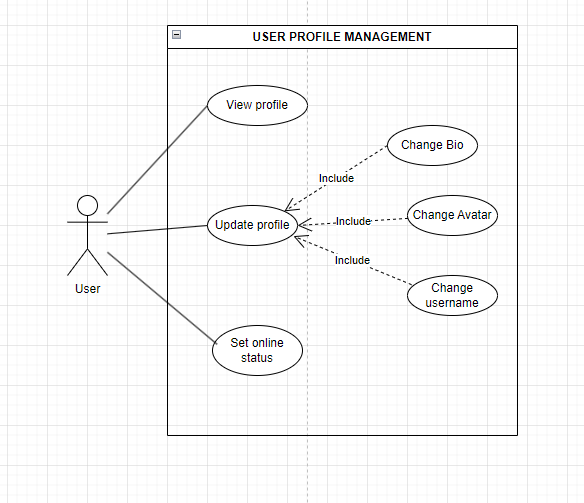 USER PROFILE MANAGEMENT
View profile
Change Bio
Include
Change Avatar
Include
Update profile
Include
User
Change
username
Set online
status